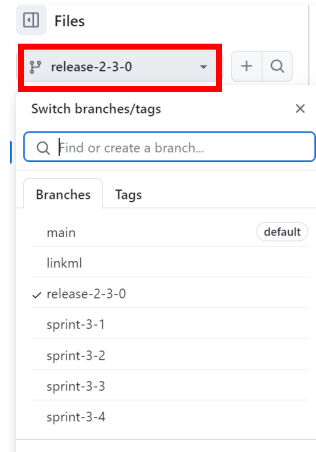 Files
release-2-3-0
Switch branches/tags
Find or create a branch...
Branches Tags
main default
linkml
release-2-3-0
sprint-3-1
sprint-3-2
sprint-3-3
sprint-3-4